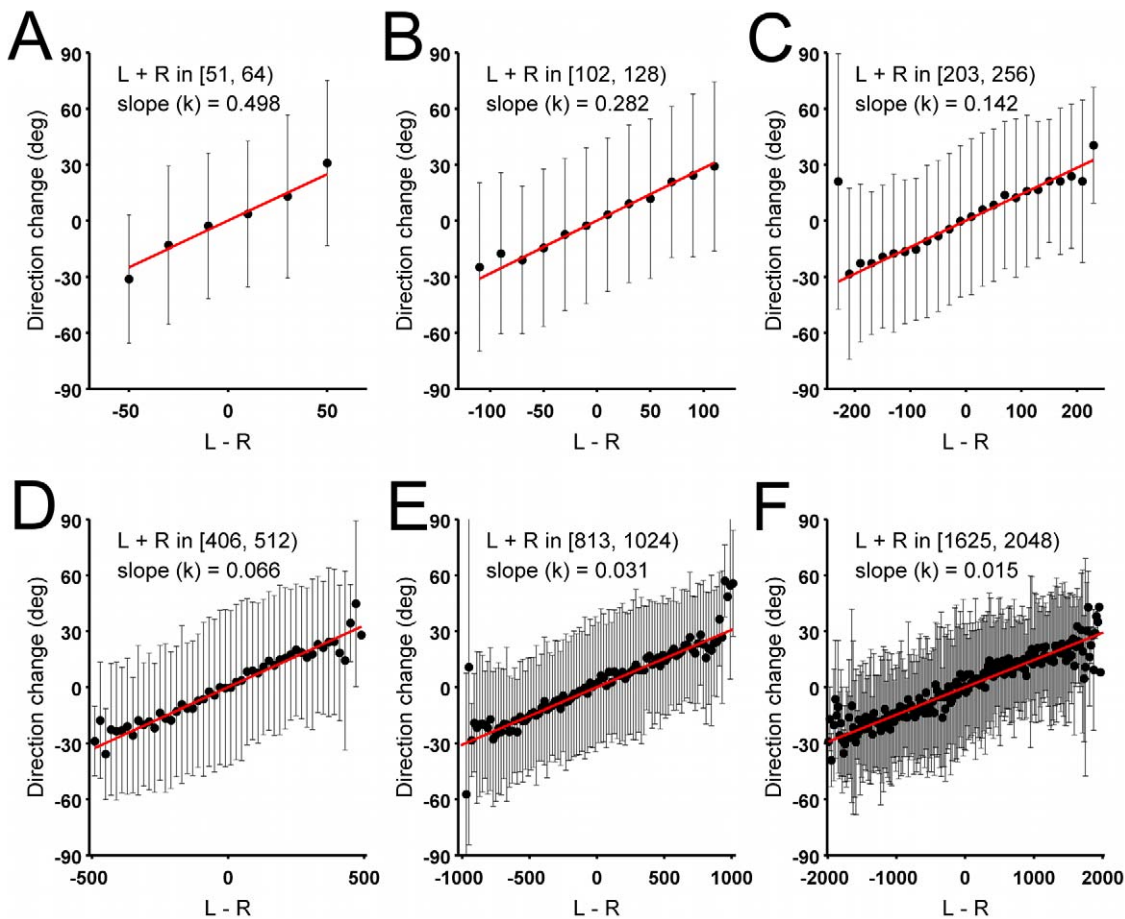 A
L + R in [51, 64)
slope (k) = 0.498
90
60
30
0
-30
-60
-90
Direction change (deg)
-50 0 50
L - R
B
L + R in [102, 128)
slope (k) = 0.282
90
60
30
0
-30
-60
-90
Direction change (deg)
-100 -50 0 50 100
L - R
C
L + R in [203, 256)
slope (k) = 0.142
90
60
30
0
-30
-60
-90
Direction change (deg)
-200 -100 0 100 200
L - R
D
L + R in [406, 512)
slope (k) = 0.066
90
60
30
0
-30
-60
-90
Direction change (deg)
-500 0 500
L - R
E
L + R in [813, 1024)
slope (k) = 0.031
90
60
30
0
-30
-60
-90
Direction change (deg)
-1000 -500 0 500 1000
L - R
F
L + R in [1625, 2048)
slope (k) = 0.015
90
60
30
0
-30
-60
-90
Direction change (deg)
-2000 -1000 0 1000 2000
L - R